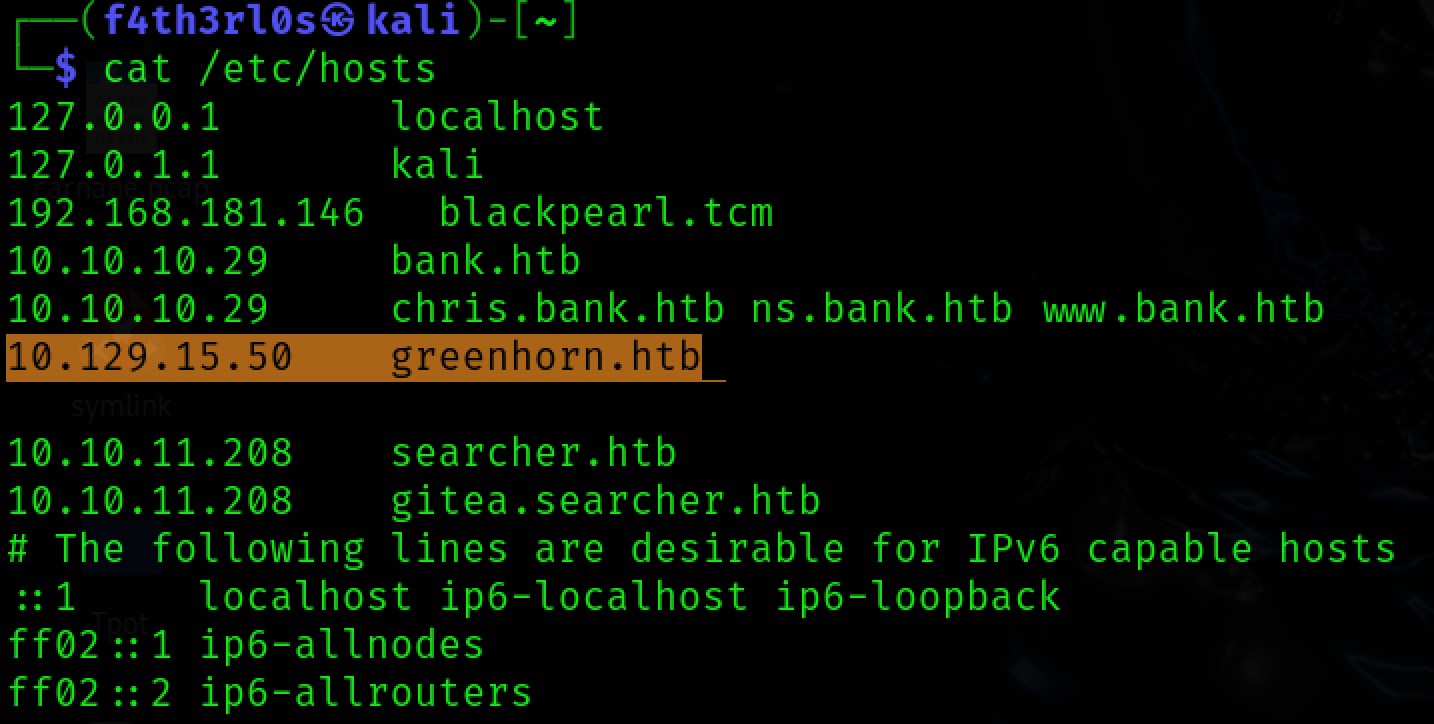 ┌──(f4th3rl0s㉿kali)-[~]
└─$ cat /etc/hosts
127.0.0.1       localhost
127.0.1.1       kali
192.168.181.146   blackpearl.tcm
10.10.10.29     bank.htb
10.10.10.29     chris.bank.htb ns.bank.htb www.bank.htb
carnage.pcap
10.129.15.50    greenhorn.htb
symlink
10.10.11.208    searcher.htb
10.10.11.208    gitea.searcher.htb
# The following lines are desirable for IPv6 capable hosts
::1     localhost ip6-localhost ip6-loopback
Tpot
ff02::1 ip6-allnodes
ff02::2 ip6-allrouters